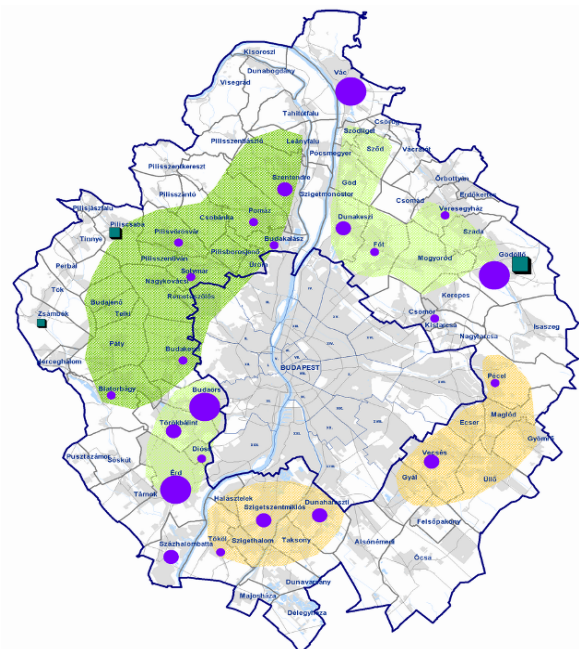 Kisoroszi
Dunabogdány
Visegrád
Vác
Tahitótfalu
Csörög
Sződliget
Vácrátót
Pilisszentlászló
Leányfalu
Sződ
Pócsmegyer
Őrbottyán
Pilisszentkereszt
Szentendre
Göd
Erdőkertes
Pilisszántó
Szigetmonostor
Csomád
Veresegyház
Pilisjászfalu
Csobánka
Pomáz
Dunakeszi
Piliscsaba
Szada
Tinnye
Pilisvörösvár
Budakalász
Fót
Mogyoród
Gödöllő
Pilisszentiván
Pilisborosjenő
Üröm
Perbál
Solymár
Tök
Nagykovácsi
Kerepes
Budajenő
Remeteszőlős
Telki
Csömör
Isaszeg
Zsámbék
Kistarcsa
Nagytarcsa
Páty
Herceghalom
Budakeszi
BUDAPEST
Pécel
Biatorbágy
Budaörs
Maglód
Törökbálint
Ecser
Gyömrő
Pusztazámor
Sóskút
Diósd
Vecsés
Érd
Gyál
Üllő
Tárnok
Halásztelek
Dunaharaszti
Szigetszentmiklós
Felsőpakony
Százhalombatta
Tököl
Szigethalom
Taksony
Alsónémedi
Ócsa
Dunavarsány
Majosháza
Délegyháza